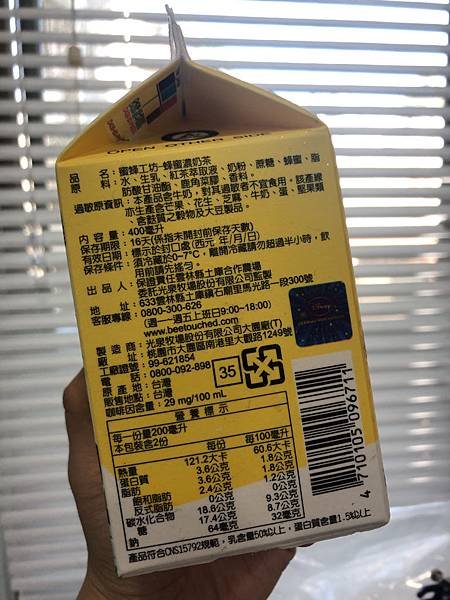 OPEN OTHER SIDE
品名：蜜蜂工坊-蜂蜜濃奶茶
原料：水、生乳、紅茶萃取液、奶粉、蔗糖、蜂蜜、脂
肪酸甘油酯、鹿角菜膠、香料。
過敏原資訊：本產品含牛奶，對其過敏者不宜食用。該產線
亦生產含芒果、花生、芝麻、牛奶、蛋、堅果類
、含麩質之穀物及大豆製品。
內容量：400毫升
保存期限：16天(係指未開封前保存天數)
有效日期：標示於封口處(西元 年/月/日)
保存條件：須冷藏於0~7℃，離開冷藏請勿超過半小時，飲
用前請先搖勻。
出品人：保證責任雲林縣土庫合作農場
委託光泉牧場股份有限公司監製
地址：633雲林縣土庫鎮石廟里馬光路一段300號
客服專線：0800-300-626
(週一~週五上班日9:00~18:00)
www.beetouched.com
製造商：光泉牧場股份有限公司大園廠(T)
廠址：桃園市大園區南港里大觀路1249號
工廠證號：99-621854
電話：0800-092-898
原產地：台灣
販售地點：台灣
咖啡因含量：29 mg/100 mL
35
營養標示
每一份量200毫升
本包裝含2份
每份 每100毫升
熱量 121.2大卡 60.6大卡
蛋白質 3.6公克 1.8公克
脂肪 3.6公克 1.8公克
飽和脂肪 2.4公克 1.2公克
反式脂肪 0公克 0公克
碳水化合物 18.6公克 9.3公克
糖 17.4公克 8.7公克
鈉 64毫克 32毫克
產品符合CNS15792規範，乳含量50%以上，蛋白質含量1.5%以上。
4 710105 096711